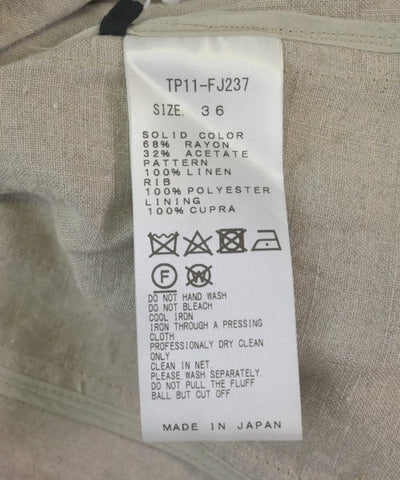 TP11-FJ237
SIZE. 36
SOLID COLOR
68% RAYON
32% ACETATE
PATTERN
100% LINEN
RIB
100% POLYESTER
LINING
100% CUPRA
F W
DO NOT HAND WASH
DO NOT BLEACH
COOL IRON
IRON THROUGH A PRESSING
CLOTH
PROFESSIONALY DRY CLEAN
ONLY
CLEAN IN NET
PLEASE WASH SEPARATELY.
DO NOT PULL THE FLUFF
BALL BUT CUT OFF
MADE IN JAPAN